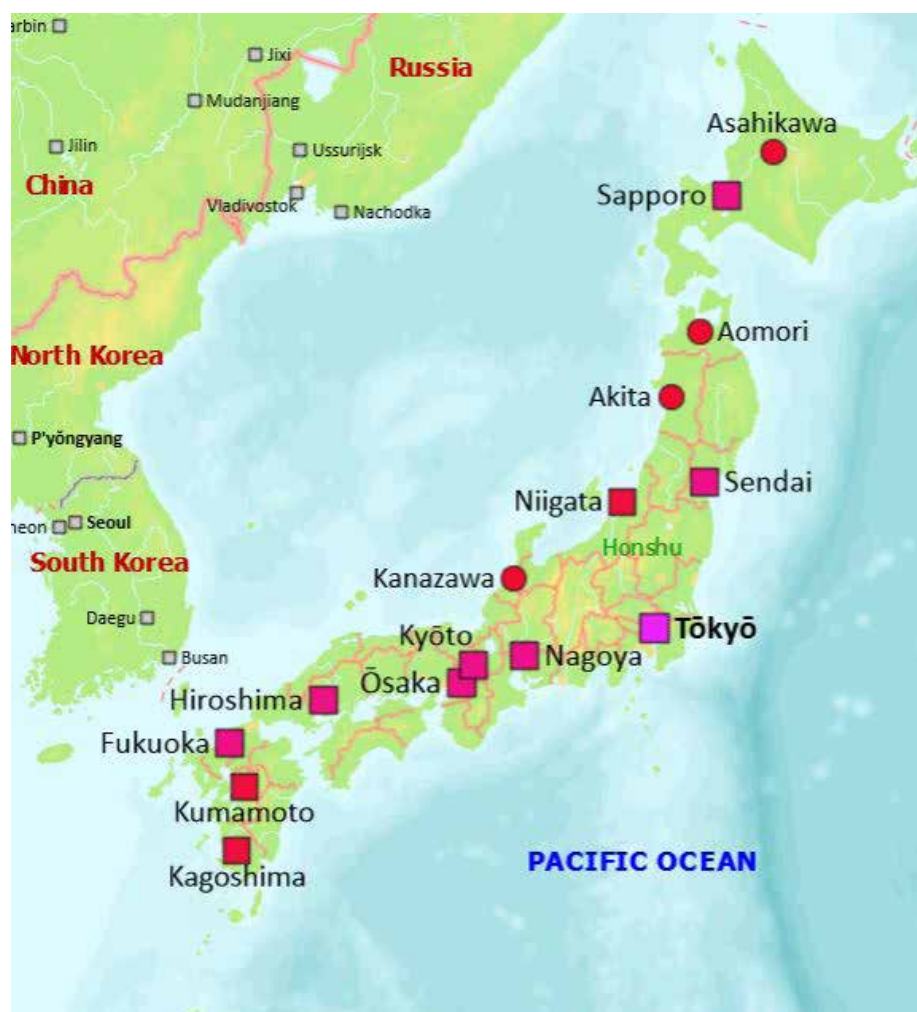 arbin
Jixi
Russia
Mudanjiang
Asahikawa
Jilin
Ussurijsk
China
Sapporo
Vladivostok
Nachodka
Aomori
North Korea
Akita
P'yŏngyang
Sendai
Niigata
Seoul
neon
Honshu
South Korea
Kanazawa
Daegu
Tōkyō
Kyōto
Busan
Nagoya
Ōsaka
Hiroshima
Fukuoka
Kumamoto
PACIFIC OCEAN
Kagoshima